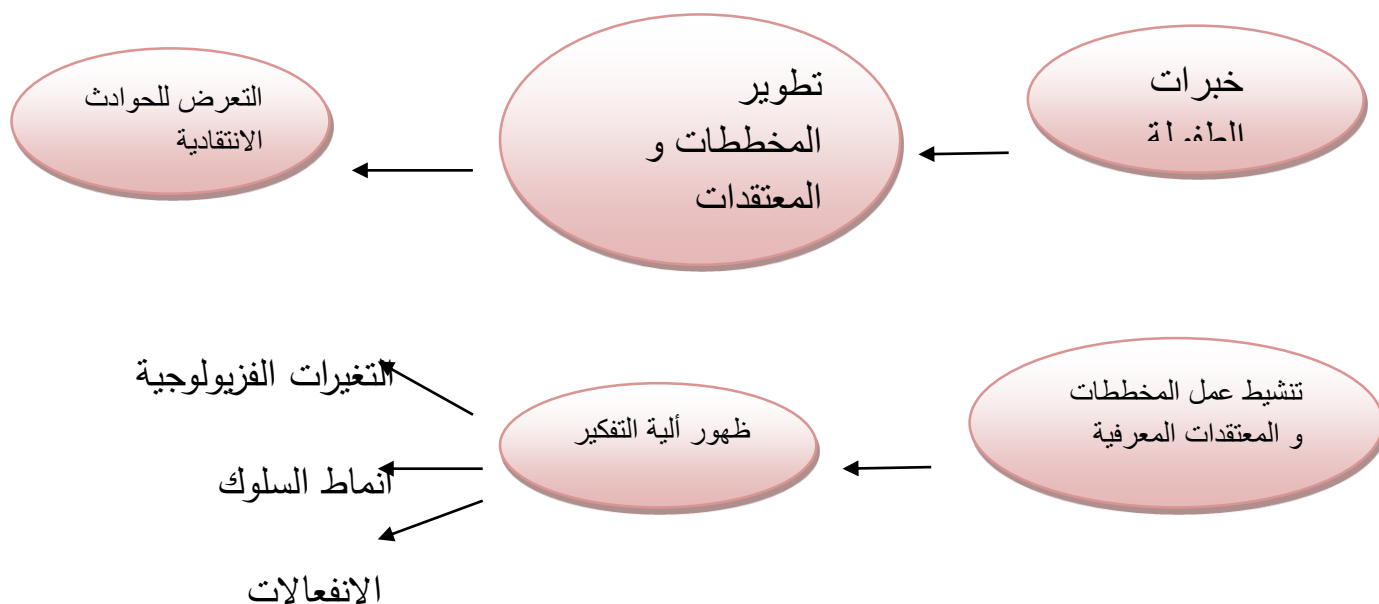 خبرات
الطفولة
تطوير
المخططات و
المعتقدات
التعرض للحوادث
الانتقادية
تنشيط عمل المخططات
و المعتقدات المعرفية
ظهور ألية التفكير
التغيرات الفزيولوجية
انماط السلوك
الانفعالات